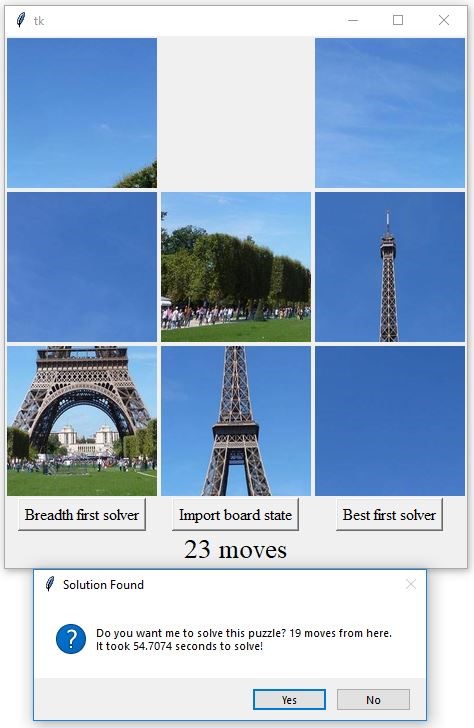 tk
Breadth first solver
Import board state
Best first solver
23 moves
Solution Found
Do you want me to solve this puzzle? 19 moves from here.
It took 54.7074 seconds to solve!
Yes
No